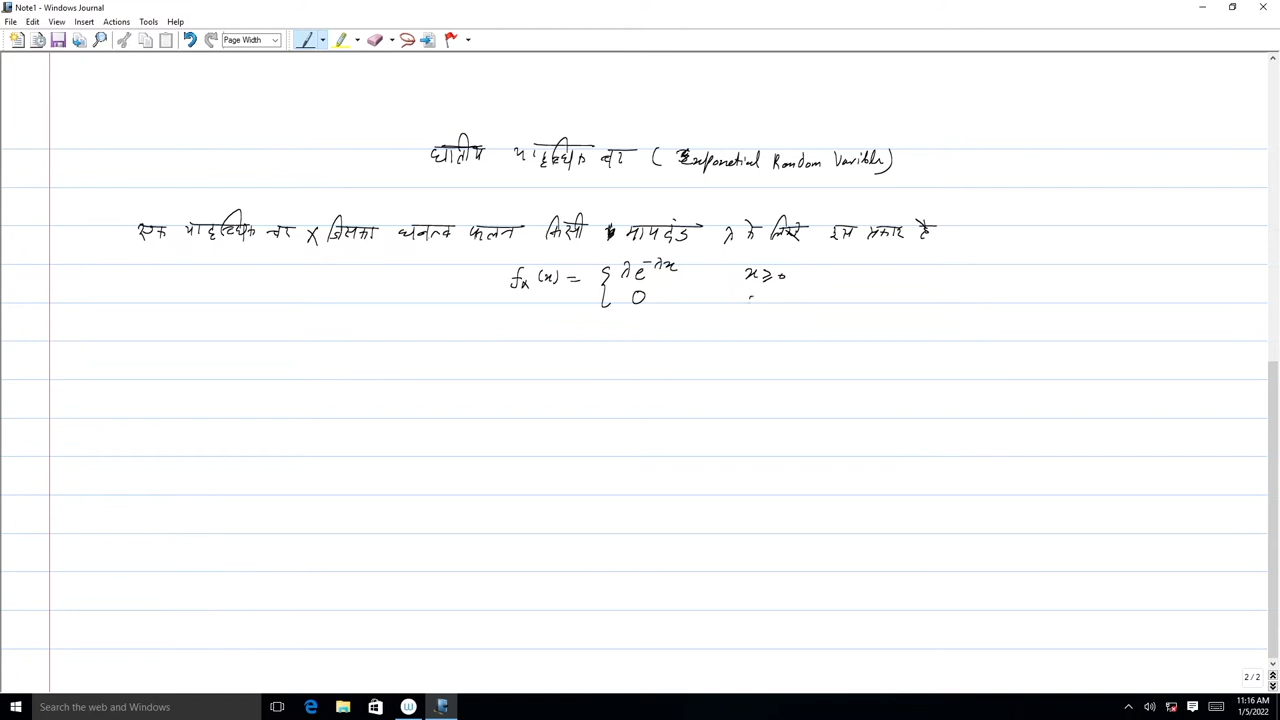 Note1 - Windows Journal
File Edit View Insert Actions Tools Help
Page Width
घातीय यादृच्छिक चर ( Exponetial Random Varible)
एक यादृच्छिक चर X जिसका घनत्व फलन किसी मापदंड λ के लिये इस प्रकार है
fx (x) = { λe^-λx x ≥ 0
0
2 / 2
Search the web and Windows
11:16 AM
1/5/2022